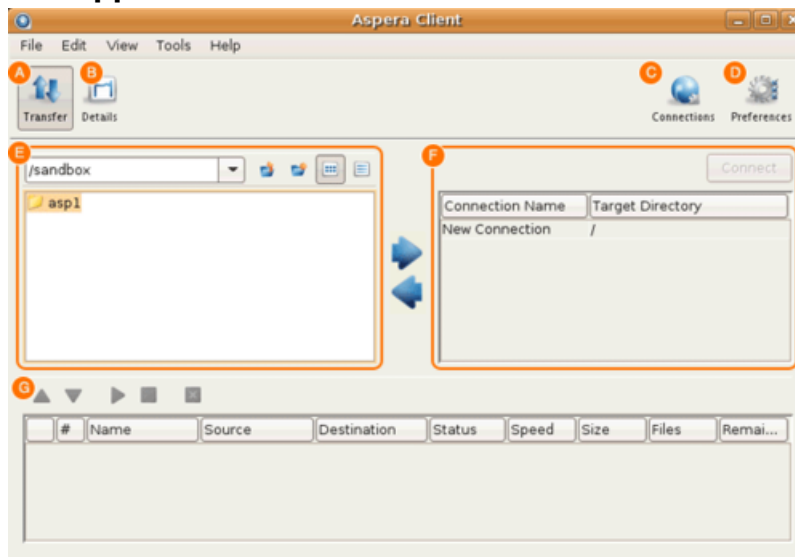 Aspera Client
File Edit View Tools Help
A B C D
Transfer Details Connections Preferences
E F
/sandbox Connect
asp1
Connection Name Target Directory
New Connection /
G
# Name Source Destination Status Speed Size Files Remai...